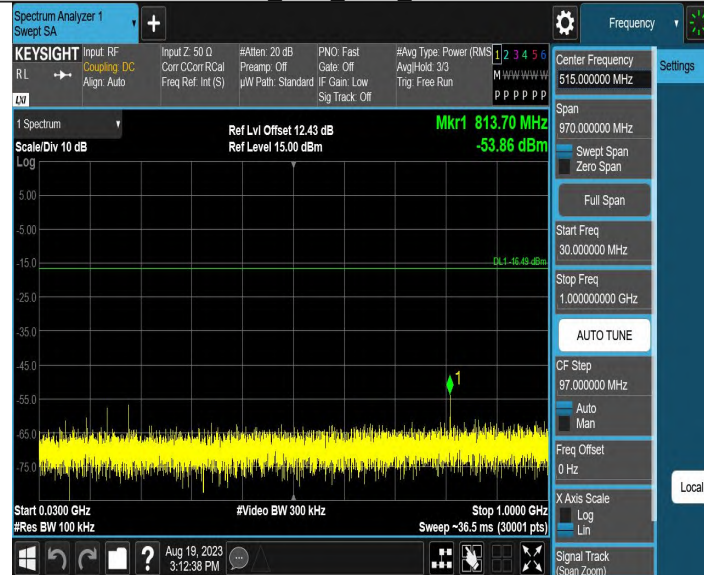 Spectrum Analyzer 1
Swept SA
+
Frequency
KEYSIGHT
RL
LXI
Input: RF
Coupling: DC
Align: Auto
Input Z: 50 Ω
Corr CCorr RCal
Freq Ref: Int (S)
#Atten: 20 dB
Preamp: Off
µW Path: Standard
PNO: Fast
Gate: Off
IF Gain: Low
Sig Track: Off
#Avg Type: Power (RMS
Avg|Hold: 3/3
Trig: Free Run
1 2 3 4 5 6
M W W W W W
P P P P P P
1 Spectrum
Scale/Div 10 dB
Log
Ref Lvl Offset 12.43 dB
Ref Level 15.00 dBm
Mkr1 813.70 MHz
-53.86 dBm
5.00
-5.00
-15.0
DL1 -16.49 dBm
-25.0
-35.0
-45.0
1
-55.0
-65.0
-75.0
Start 0.0300 GHz
#Res BW 100 kHz
#Video BW 300 kHz
Stop 1.0000 GHz
Sweep ~36.5 ms (30001 pts)
?
Aug 19, 2023
3:12:38 PM
Center Frequency
515.000000 MHz
Settings
Span
970.000000 MHz
Swept Span
Zero Span
Full Span
Start Freq
30.000000 MHz
Stop Freq
1.000000000 GHz
AUTO TUNE
CF Step
97.000000 MHz
Auto
Man
Freq Offset
0 Hz
X Axis Scale
Log
Lin
Local
Signal Track
(Span Zoom)